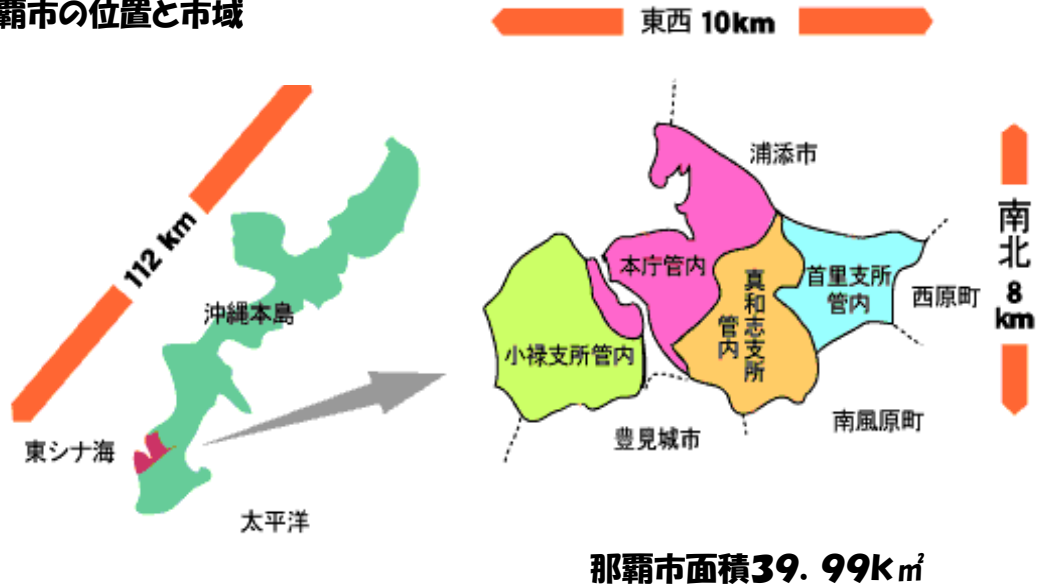 覇市の位置と市域
東西 10km
112 km
沖縄本島
東シナ海
太平洋
浦添市
本庁管内
首里支所
管内
真和志支所
管内
小禄支所管内
西原町
南風原町
豊見城市
南北 8 km
那覇市面積39. 99k㎡